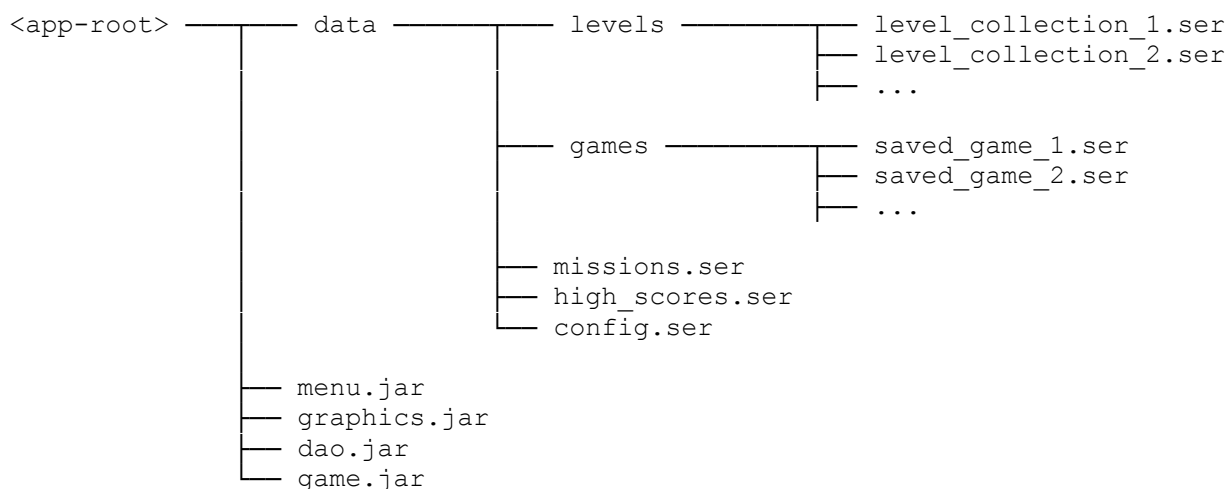 <app-root> data levels level_collection_1.ser
level_collection_2.ser
...
games saved_game_1.ser
saved_game_2.ser
...
missions.ser
high_scores.ser
config.ser
menu.jar
graphics.jar
dao.jar
game.jar